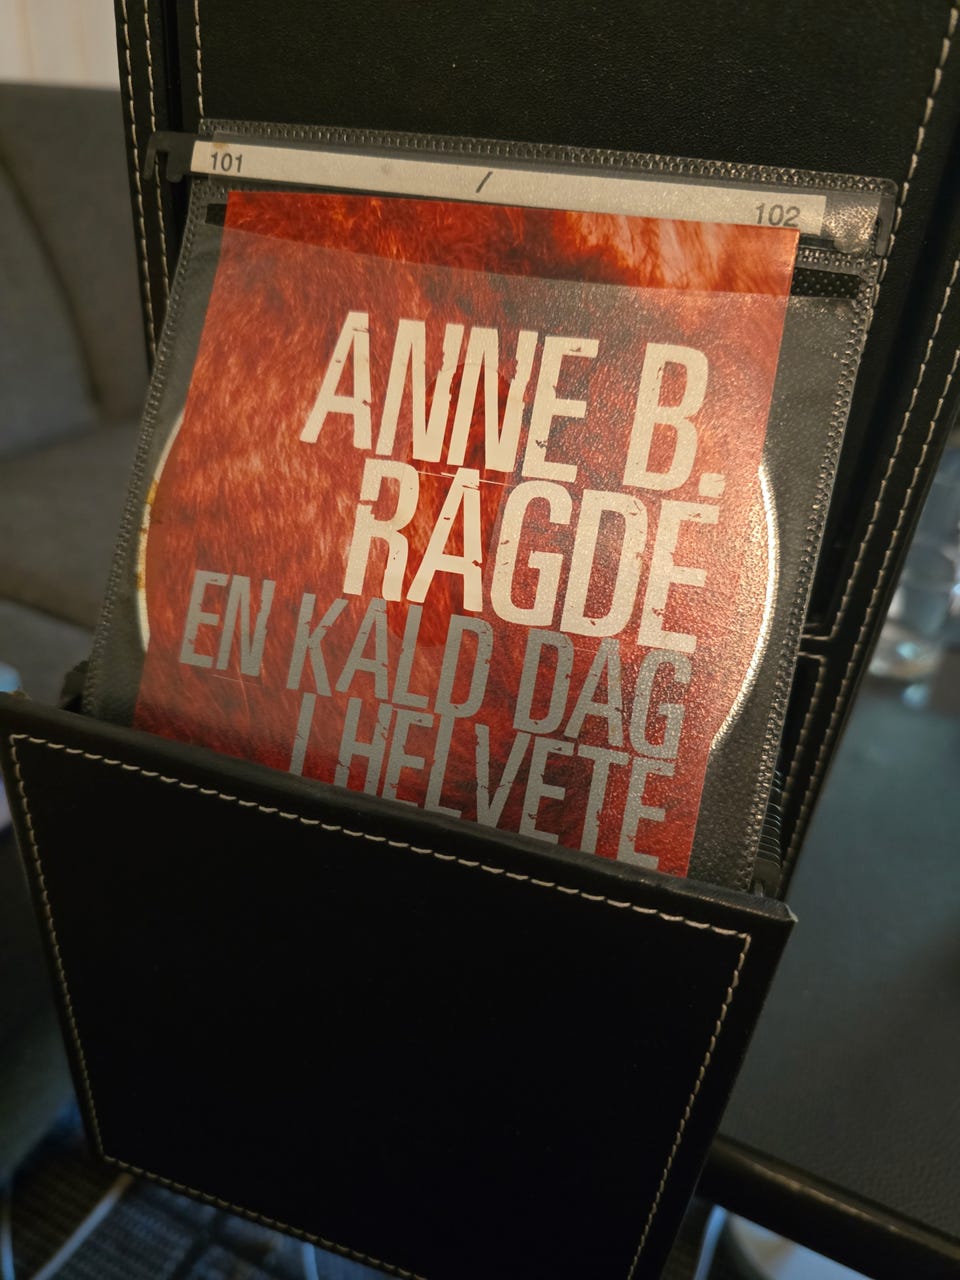 101 / 102
ANNE B.
RAGDE
EN KALD DAG
I HELVETE